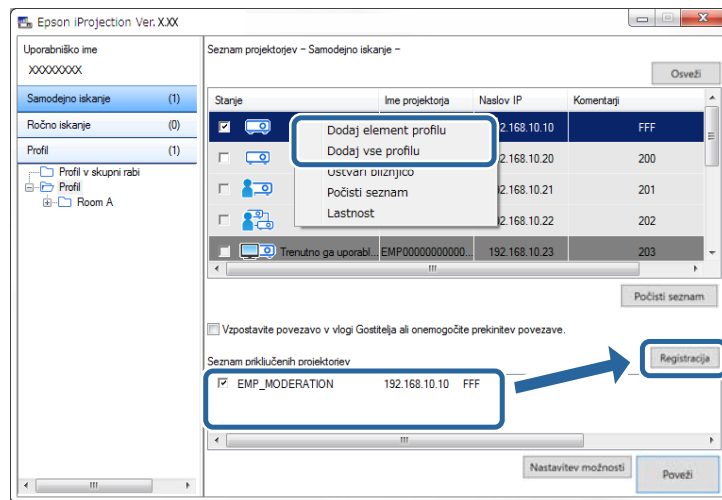 Epson iProjection Ver. X.XX
Uporabniško ime
XXXXXXXX
Samodejno iskanje (1)
Ročno iskanje (0)
Profil (1)
Profil v skupni rabi
Profil
Room A
Seznam projektorjev - Samodejno iskanje -
Osveži
Stanje Ime projektorja Naslov IP Komentarji
2.168.10.10 FFF
192.168.10.20 200
192.168.10.21 201
192.168.10.22 202
Trenutno ga uporabl... EMP00000000000... 192.168.10.23 203
Dodaj element profilu
Dodaj vse profilu
Ustvari bližnjico
Počisti seznam
Lastnost
Počisti seznam
Vzpostavite povezavo v vlogi Gostitelja ali onemogočite prekinitev povezave.
Registracija
Seznam priključenih projektorjev
EMP_MODERATION 192.168.10.10 FFF
Nastavitev možnosti
Poveži